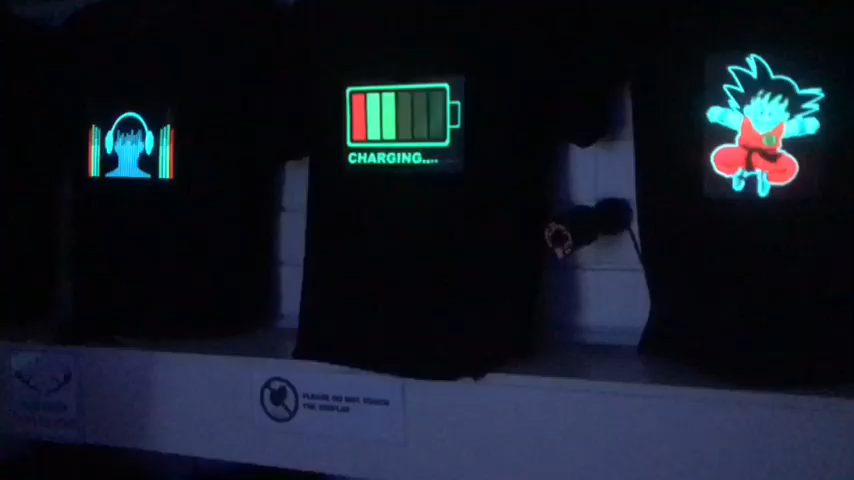 CHARGING....
PLEASE DO NOT TOUCH
THE DISPLAY